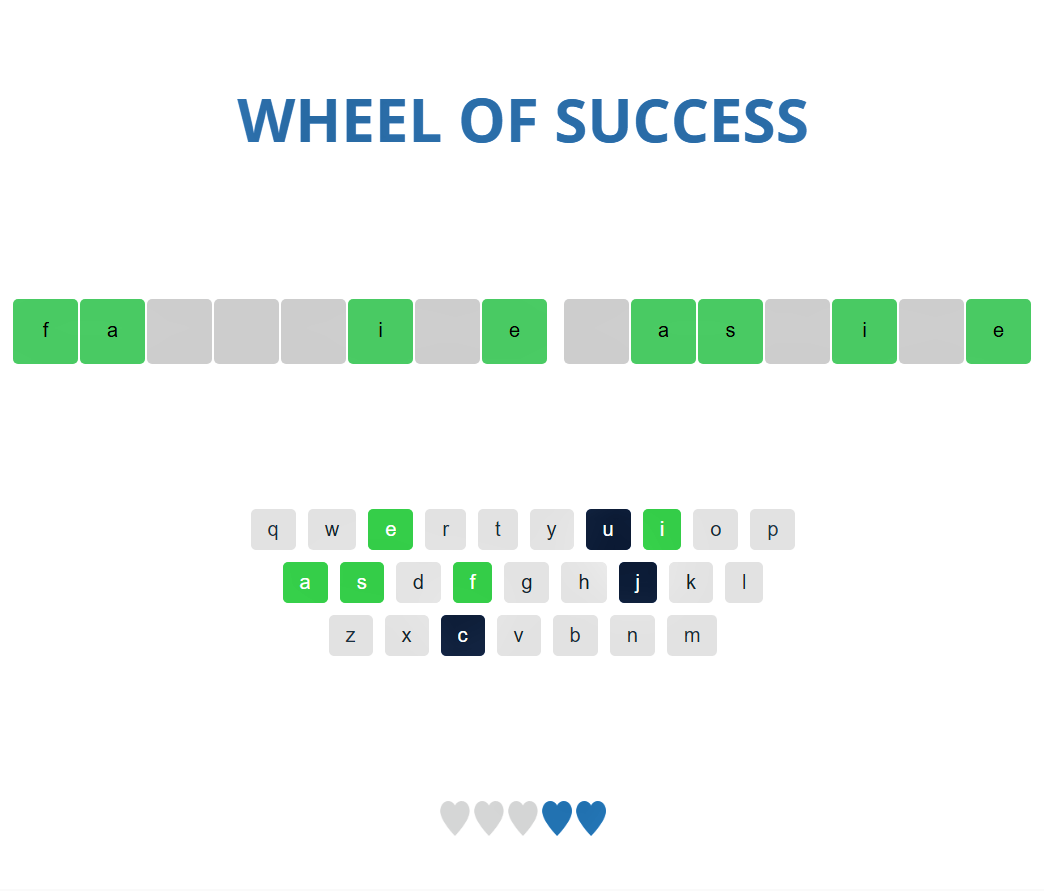 WHEEL OF SUCCESS
f a i e a s i e
q w e r t y u i o p
a s d f g h j k l
z x c v b n m